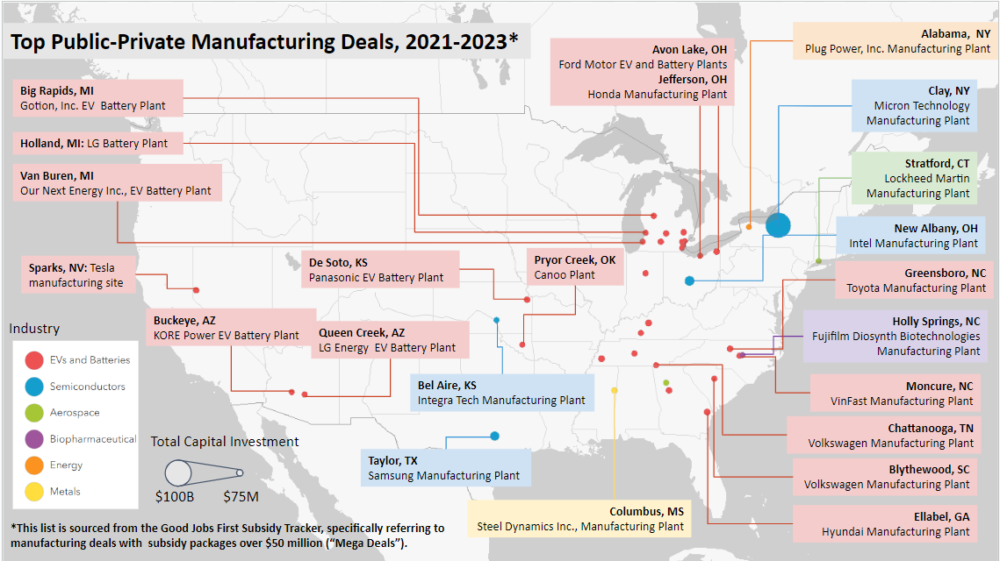 Top Public-Private Manufacturing Deals, 2021-2023*
Big Rapids, MI
Gotion, Inc. EV Battery Plant
Holland, MI: LG Battery Plant
Van Buren, MI
Our Next Energy Inc., EV Battery Plant
Sparks, NV: Tesla
manufacturing site
De Soto, KS
Panasonic EV Battery Plant
Pryor Creek, OK
Canoo Plant
Buckeye, AZ
KORE Power EV Battery Plant
Queen Creek, AZ
LG Energy EV Battery Plant
Bel Aire, KS
Integra Tech Manufacturing Plant
Taylor, TX
Samsung Manufacturing Plant
Avon Lake, OH
Ford Motor EV and Battery Plants
Jefferson, OH
Honda Manufacturing Plant
Alabama, NY
Plug Power, Inc. Manufacturing Plant
Clay, NY
Micron Technology
Manufacturing Plant
Stratford, CT
Lockheed Martin
Manufacturing Plant
New Albany, OH
Intel Manufacturing Plant
Greensboro, NC
Toyota Manufacturing Plant
Holly Springs, NC
Fujifilm Diosynth Biotechnologies
Manufacturing Plant
Moncure, NC
VinFast Manufacturing Plant
Chattanooga, TN
Volkswagen Manufacturing Plant
Blythewood, SC
Volkswagen Manufacturing Plant
Ellabel, GA
Hyundai Manufacturing Plant
Columbus, MS
Steel Dynamics Inc., Manufacturing Plant
Industry
EVs and Batteries
Semiconductors
Aerospace
Biopharmaceutical
Energy
Metals
Total Capital Investment
$100B
$75M
*This list is sourced from the Good Jobs First Subsidy Tracker, specifically referring to
manufacturing deals with subsidy packages over $50 million (“Mega Deals”).